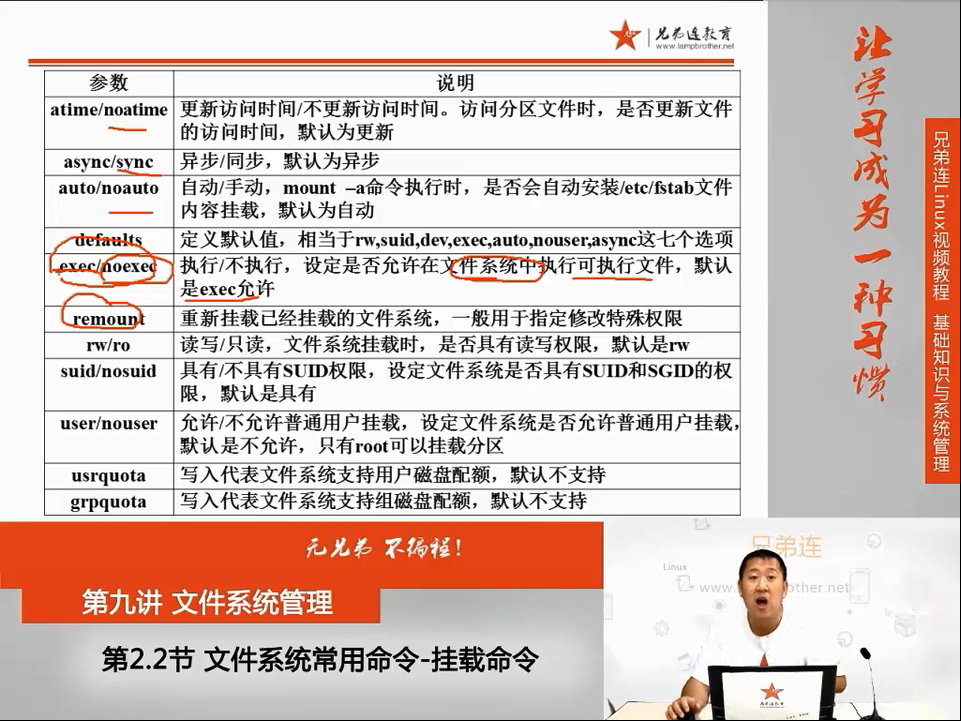 兄弟连教育
www.lampbrother.net
参数 说明
atime/noatime 更新访问时间/不更新访问时间。访问分区文件时，是否更新文件
的访问时间，默认为更新
async/sync 异步/同步，默认为异步
auto/noauto 自动/手动，mount –a命令执行时，是否会自动安装/etc/fstab文件
内容挂载，默认为自动
defaults 定义默认值，相当于rw,suid,dev,exec,auto,nouser,async这七个选项
exec/noexec 执行/不执行，设定是否允许在文件系统中执行可执行文件，默认
是exec允许
remount 重新挂载已经挂载的文件系统，一般用于指定修改特殊权限
rw/ro 读写/只读，文件系统挂载时，是否具有读写权限，默认是rw
suid/nosuid 具有/不具有SUID权限，设定文件系统是否具有SUID和SGID的权
限，默认是具有
user/nouser 允许/不允许普通用户挂载，设定文件系统是否允许普通用户挂载，
默认是不允许，只有root可以挂载分区
usrquota 写入代表文件系统支持用户磁盘配额，默认不支持
grpquota 写入代表文件系统支持组磁盘配额，默认不支持
让学习成为一种习惯
兄弟连Linux视频教程 基础知识与系统管理
无兄弟 不编程！
第九讲 文件系统管理
第2.2节 文件系统常用命令-挂载命令
兄弟连
Linux
www.lampbrother.net
兄弟连教育